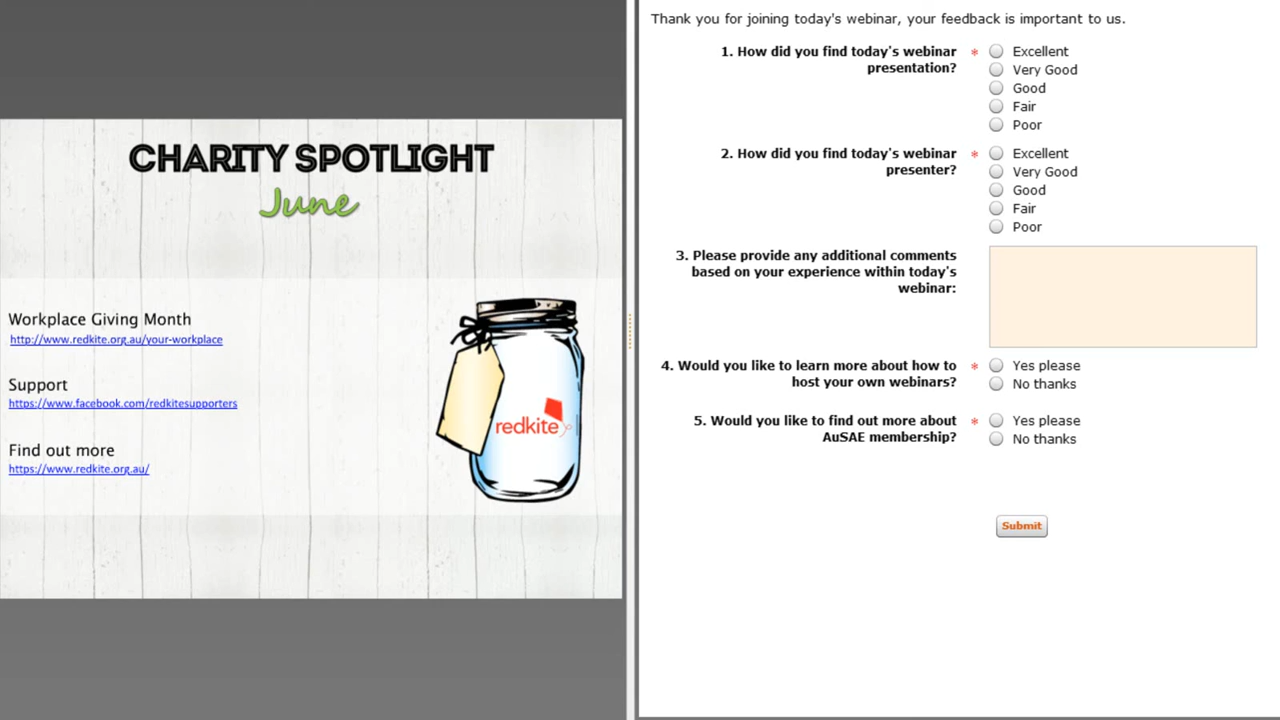 CHARITY SPOTLIGHT
June
Workplace Giving Month
http://www.redkite.org.au/your-workplace
Support
https://www.facebook.com/redkitesupporters
Find out more
https://www.redkite.org.au/
redkite
Thank you for joining today's webinar, your feedback is important to us.
1. How did you find today's webinar
presentation?
*
Excellent
Very Good
Good
Fair
Poor
2. How did you find today's webinar
presenter?
*
Excellent
Very Good
Good
Fair
Poor
3. Please provide any additional comments
based on your experience within today's
webinar:
4. Would you like to learn more about how to
host your own webinars?
*
Yes please
No thanks
5. Would you like to find out more about
AuSAE membership?
*
Yes please
No thanks
Submit